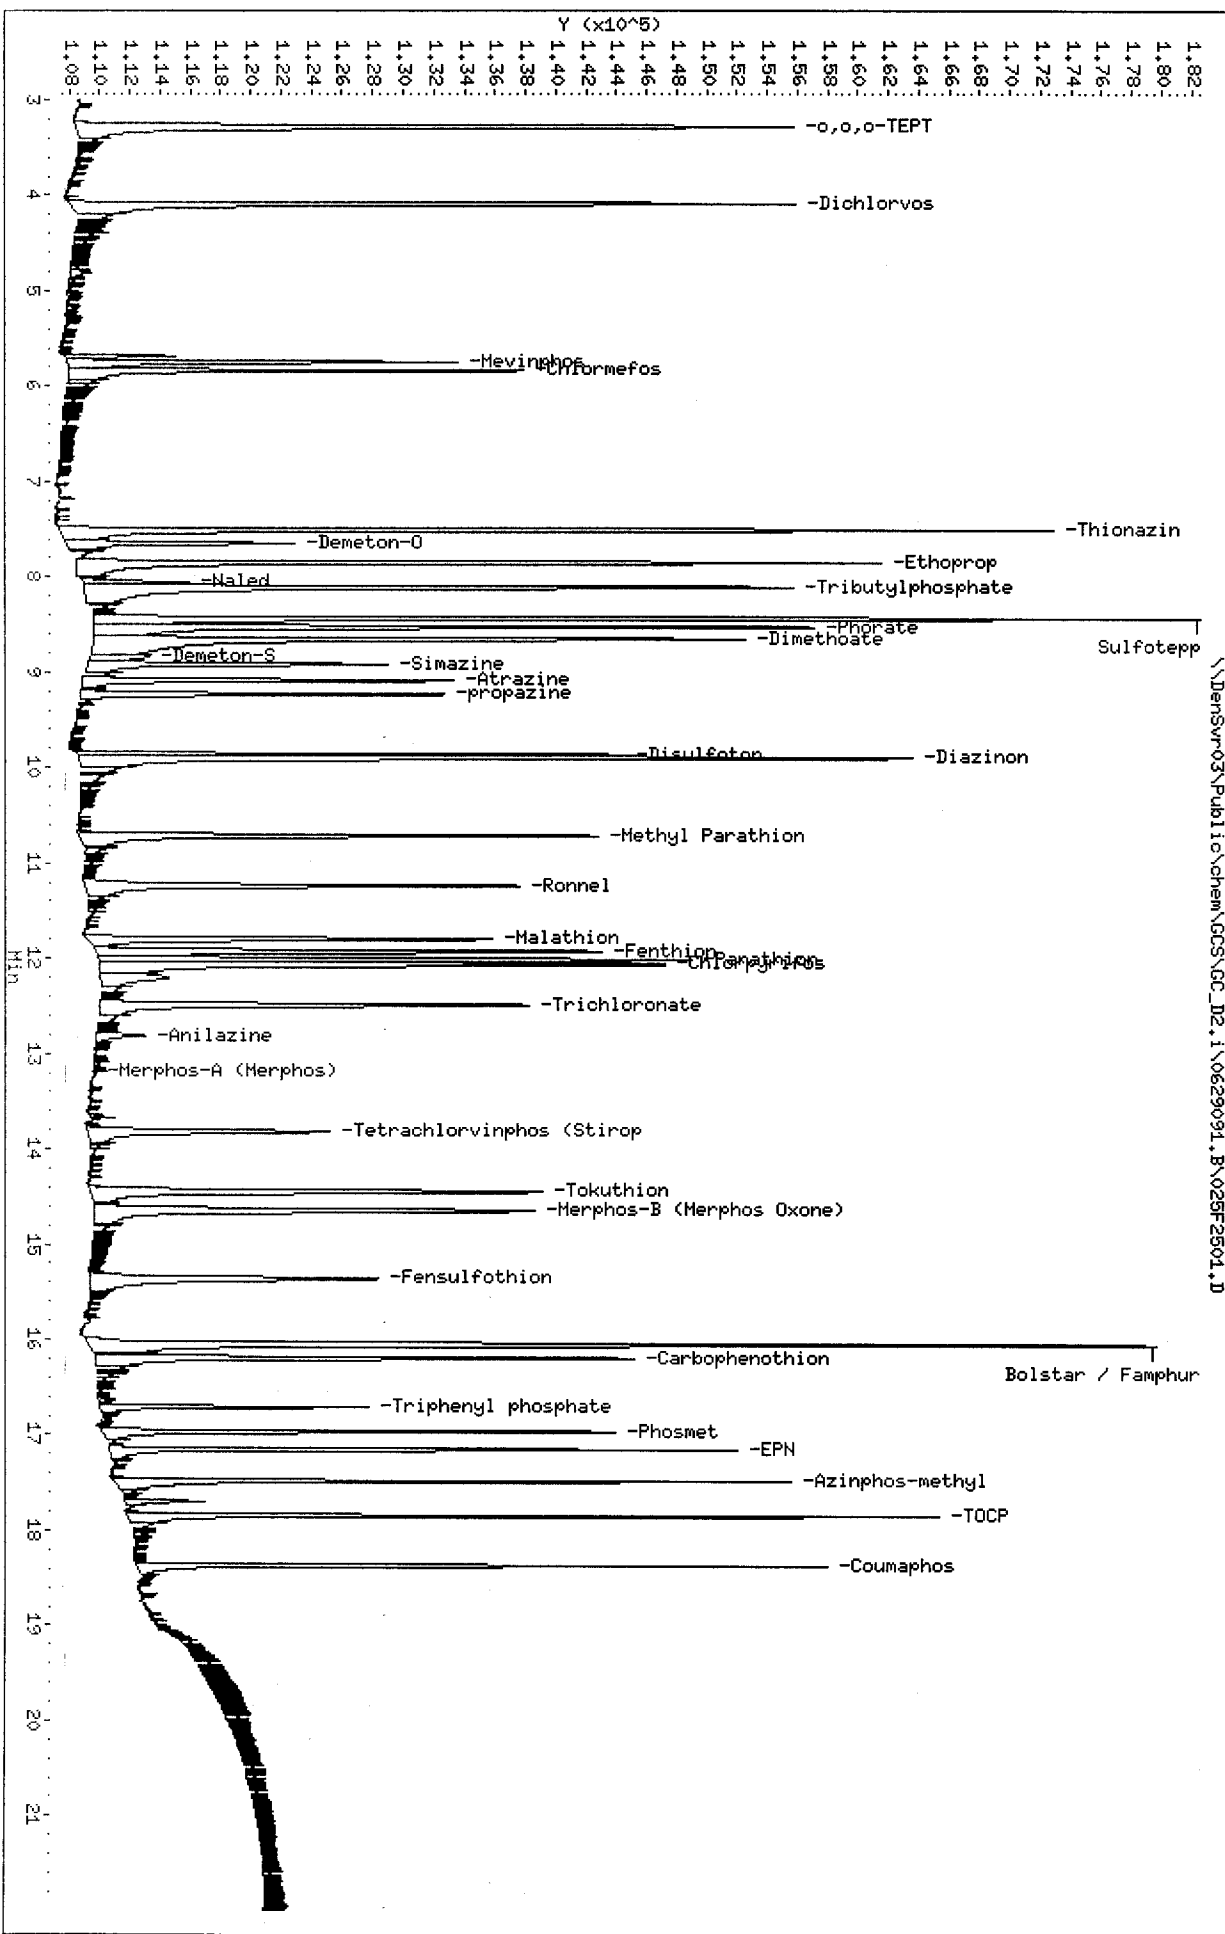 Y (x10^5)
1.08
1.10
1.12
1.14
1.16
1.18
1.20
1.22
1.24
1.26
1.28
1.30
1.32
1.34
1.36
1.38
1.40
1.42
1.44
1.46
1.48
1.50
1.52
1.54
1.56
1.58
1.60
1.62
1.64
1.66
1.68
1.70
1.72
1.74
1.76
1.78
1.80
1.82
3
4
5
6
7
8
9
10
11
12
13
14
15
16
17
18
19
20
21
Min
-o,o,o-TEPT
-Dichlorvos
-Mevinphos
-Chlormefos
-Thionazin
-Demeton-O
-Ethoprop
-Naled
-Tributylphosphate
Sulfotepp
-Phorate
-Dimethoate
-Demeton-S
-Simazine
-Atrazine
-propazine
-Disulfoton
-Diazinon
-Methyl Parathion
-Ronnel
-Malathion
-Fenthion
-Parathion
-Chlorpyrifos
-Trichloronate
-Anilazine
-Merphos-A (Merphos)
-Tetrachlorvinphos (Stirop
-Tokuthion
-Merphos-B (Merphos Oxone)
-Fensulfothion
Bolstar / Famphur
-Carbophenothion
-Triphenyl phosphate
-Phosmet
-EPN
-Azinphos-methyl
-TOCP
-Coumaphos
\\DenSvr03\Public\chem\GCS\GC_D2.i\0629091.B\025F2501.D